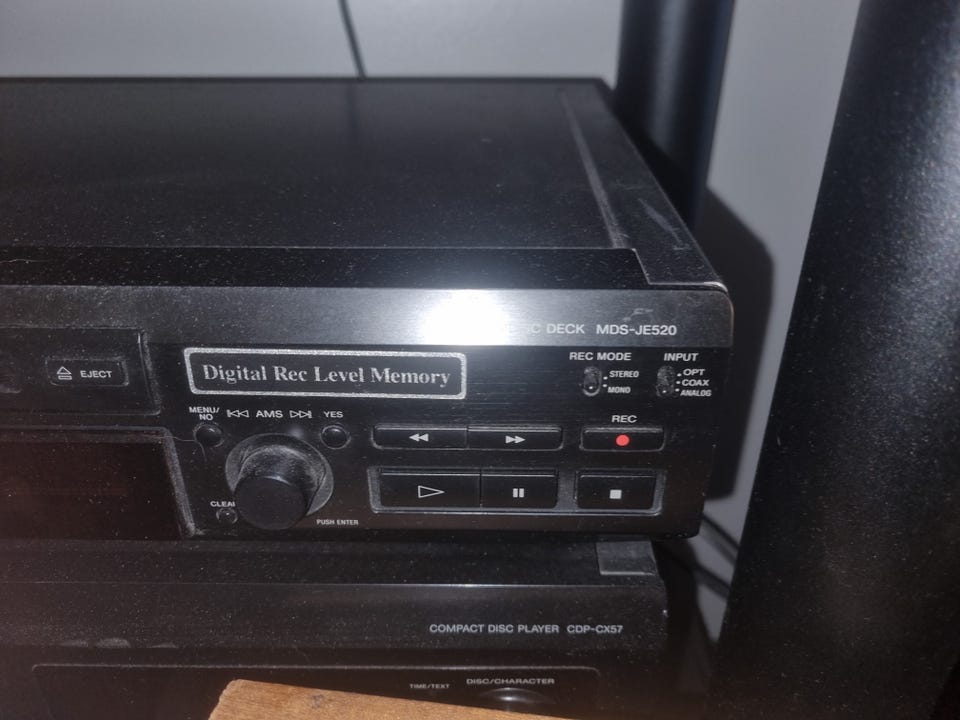 DECK MDS-JE520
REC MODE
INPUT
STEREO
MONO
OPT
COAX
ANALOG
EJECT
Digital Rec Level Memory
MENU/
NO
AMS
YES
REC
PUSH ENTER
COMPACT DISC PLAYER CDP-CX57
TIME/TEXT
DISC/CHARACTER